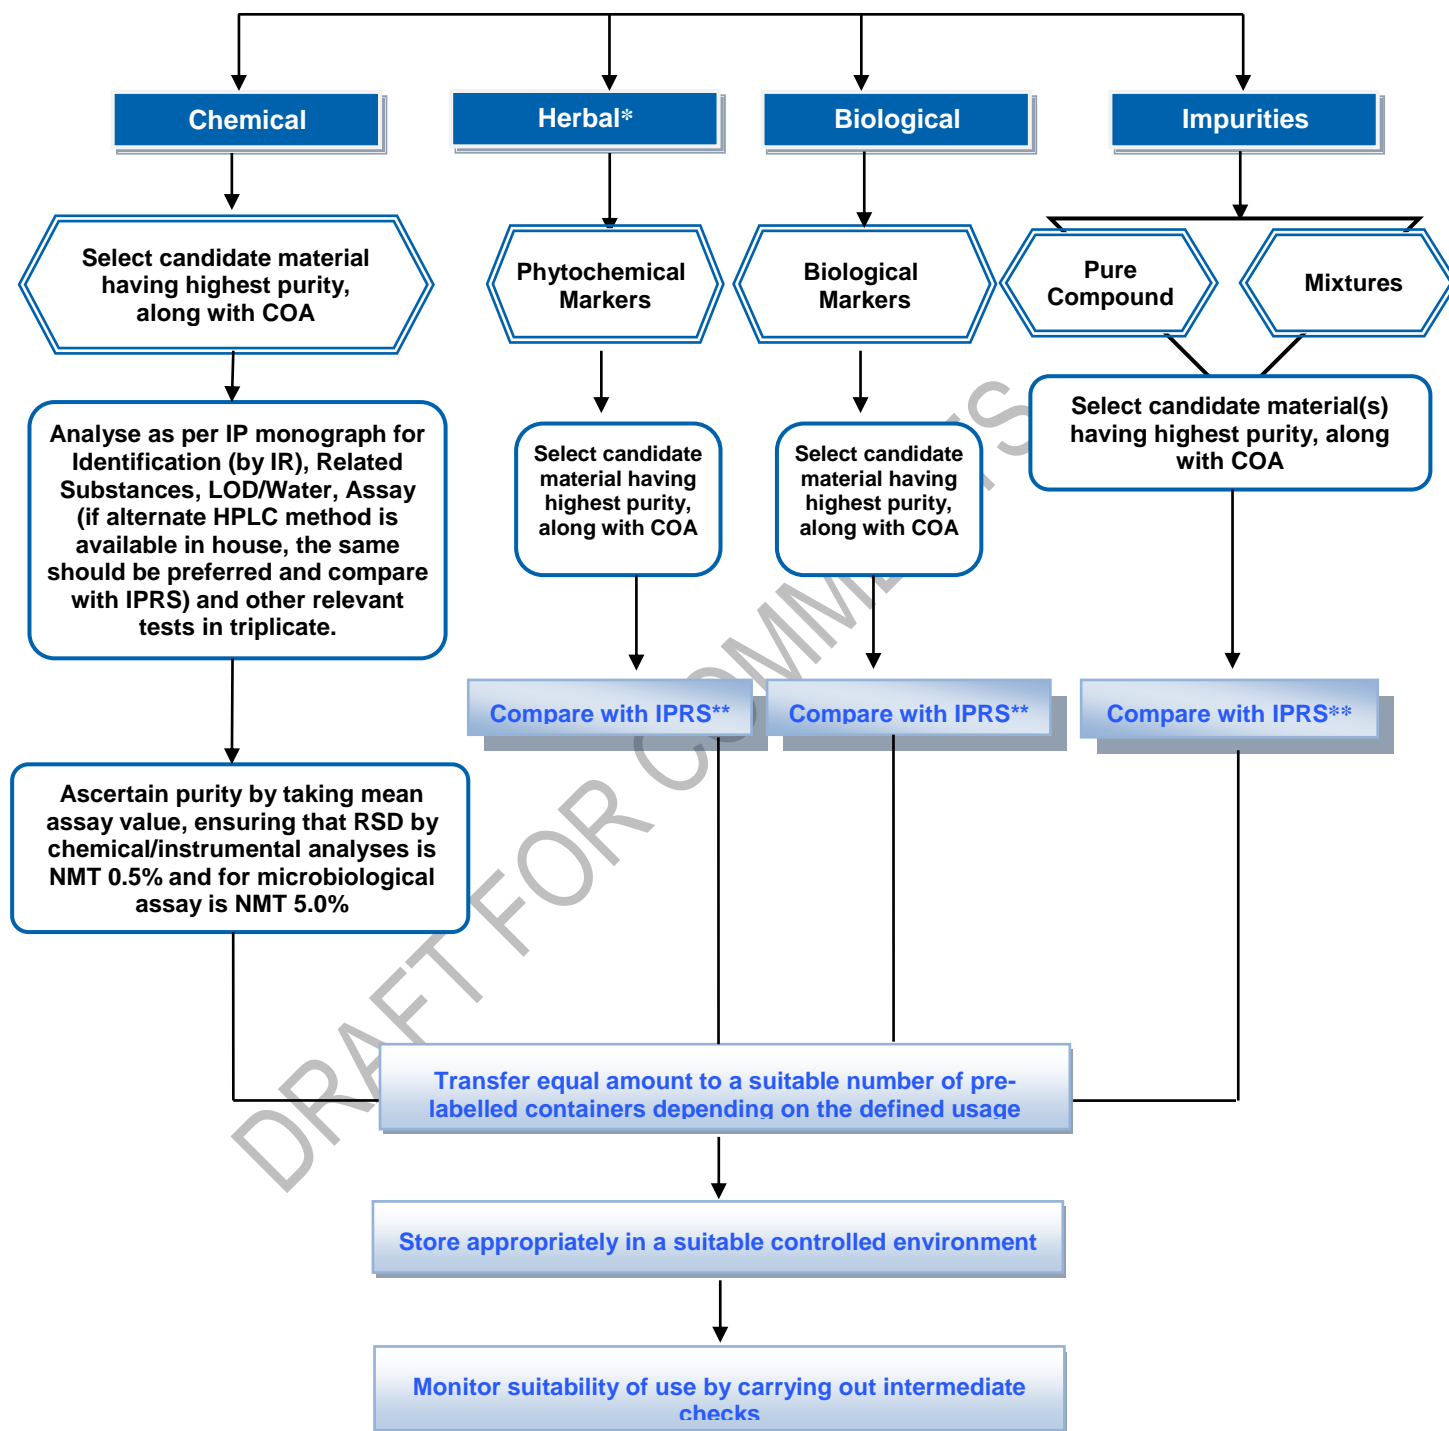 Chemical
Herbal*
Biological
Impurities
Select candidate material
having highest purity,
along with COA
Phytochemical
Markers
Biological
Markers
Pure
Compound
Mixtures
Analyse as per IP monograph for
Identification (by IR), Related
Substances, LOD/Water, Assay
(if alternate HPLC method is
available in house, the same
should be preferred and compare
with IPRS) and other relevant
tests in triplicate.
Select candidate
material having
highest purity,
along with COA
Select candidate
material having
highest purity,
along with COA
Select candidate material(s)
having highest purity, along
with COA
Compare with IPRS**
Compare with IPRS**
Compare with IPRS**
Ascertain purity by taking mean
assay value, ensuring that RSD by
chemical/instrumental analyses is
NMT 0.5% and for microbiological
assay is NMT 5.0%
Transfer equal amount to a suitable number of pre-
labelled containers depending on the defined usage
Store appropriately in a suitable controlled environment
Monitor suitability of use by carrying out intermediate
checks
DRAFT FOR COMMENTS